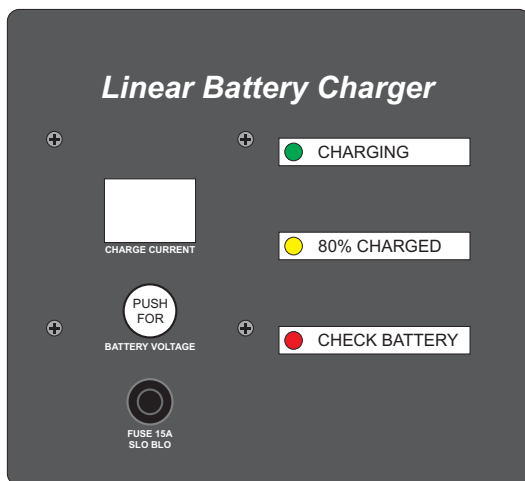 Linear Battery Charger
CHARGING
CHARGE CURRENT
80% CHARGED
PUSH
FOR
BATTERY VOLTAGE
CHECK BATTERY
FUSE 15A
SLO BLO